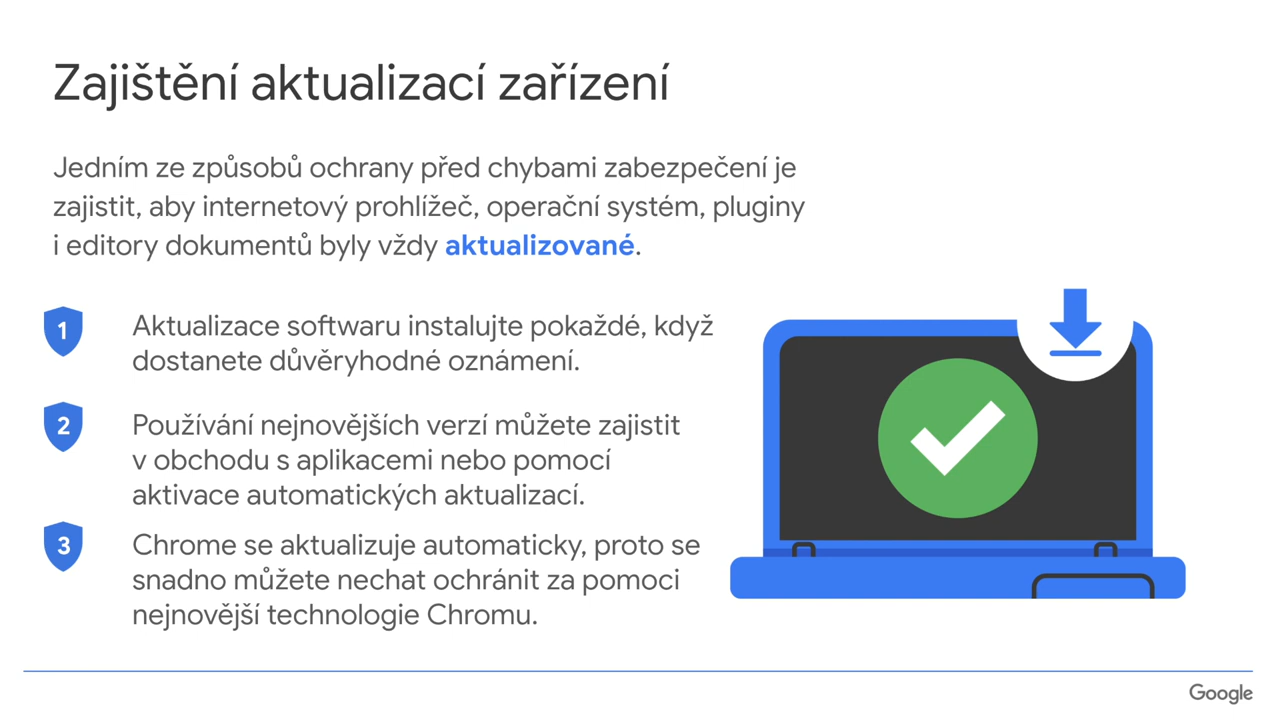 Zajištění aktualizací zařízení
Jedním ze způsobů ochrany před chybami zabezpečení je
zajistit, aby internetový prohlížeč, operační systém, pluginy
i editory dokumentů byly vždy aktualizované.
1
Aktualizace softwaru instalujte pokaždé, když
dostanete důvěryhodné oznámení.
2
Používání nejnovějších verzí můžete zajistit
v obchodu s aplikacemi nebo pomocí
aktivace automatických aktualizací.
3
Chrome se aktualizuje automaticky, proto se
snadno můžete nechat ochránit za pomoci
nejnovější technologie Chromu.
Google